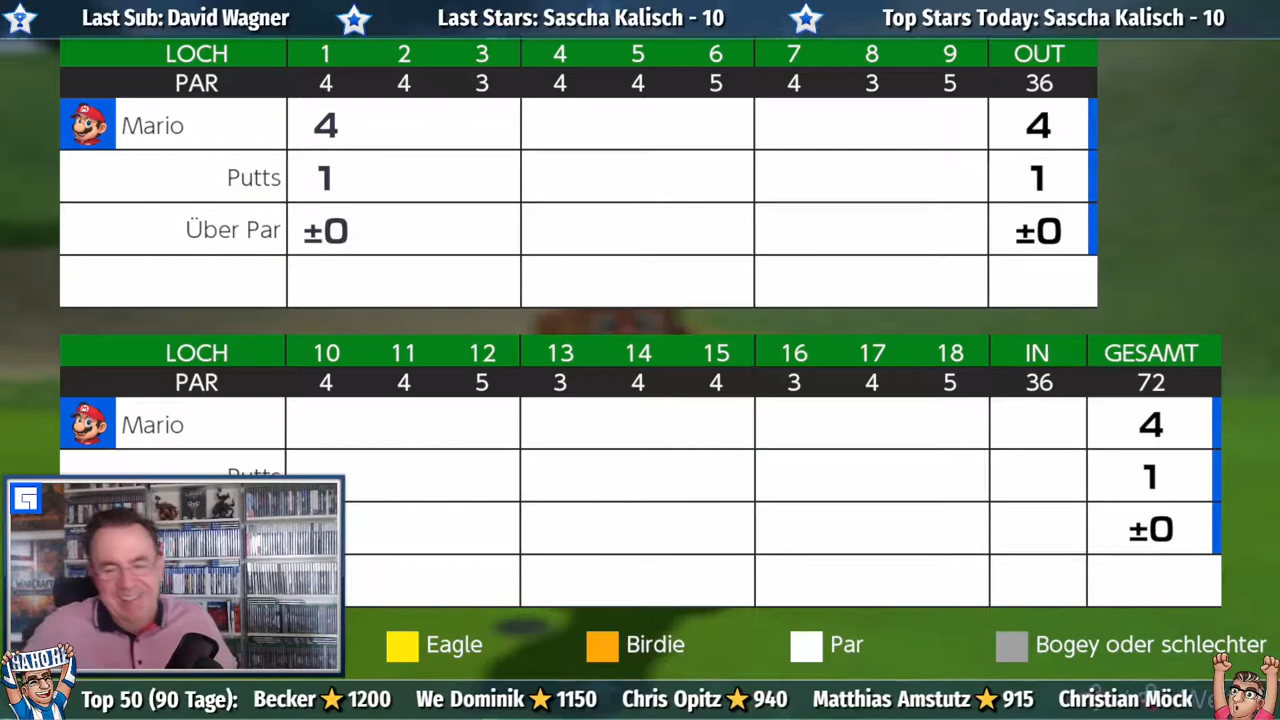 Last Sub: David Wagner
Last Stars: Sascha Kalisch - 10
Top Stars Today: Sascha Kalisch - 10
LOCH 1 2 3 4 5 6 7 8 9 OUT
PAR 4 4 3 4 4 5 4 3 5 36
Mario 4 4
Putts 1 1
Über Par ±0 ±0
LOCH 10 11 12 13 14 15 16 17 18 IN GESAMT
PAR 4 4 5 3 4 4 3 4 5 36 72
Mario 4
Putts 1
±0
Eagle Birdie Par Bogey oder schlechter
HA HO HE
Top 50 (90 Tage): Becker 1200 We Dominik 1150 Chris Opitz 940 Matthias Amstutz 915 Christian Möck